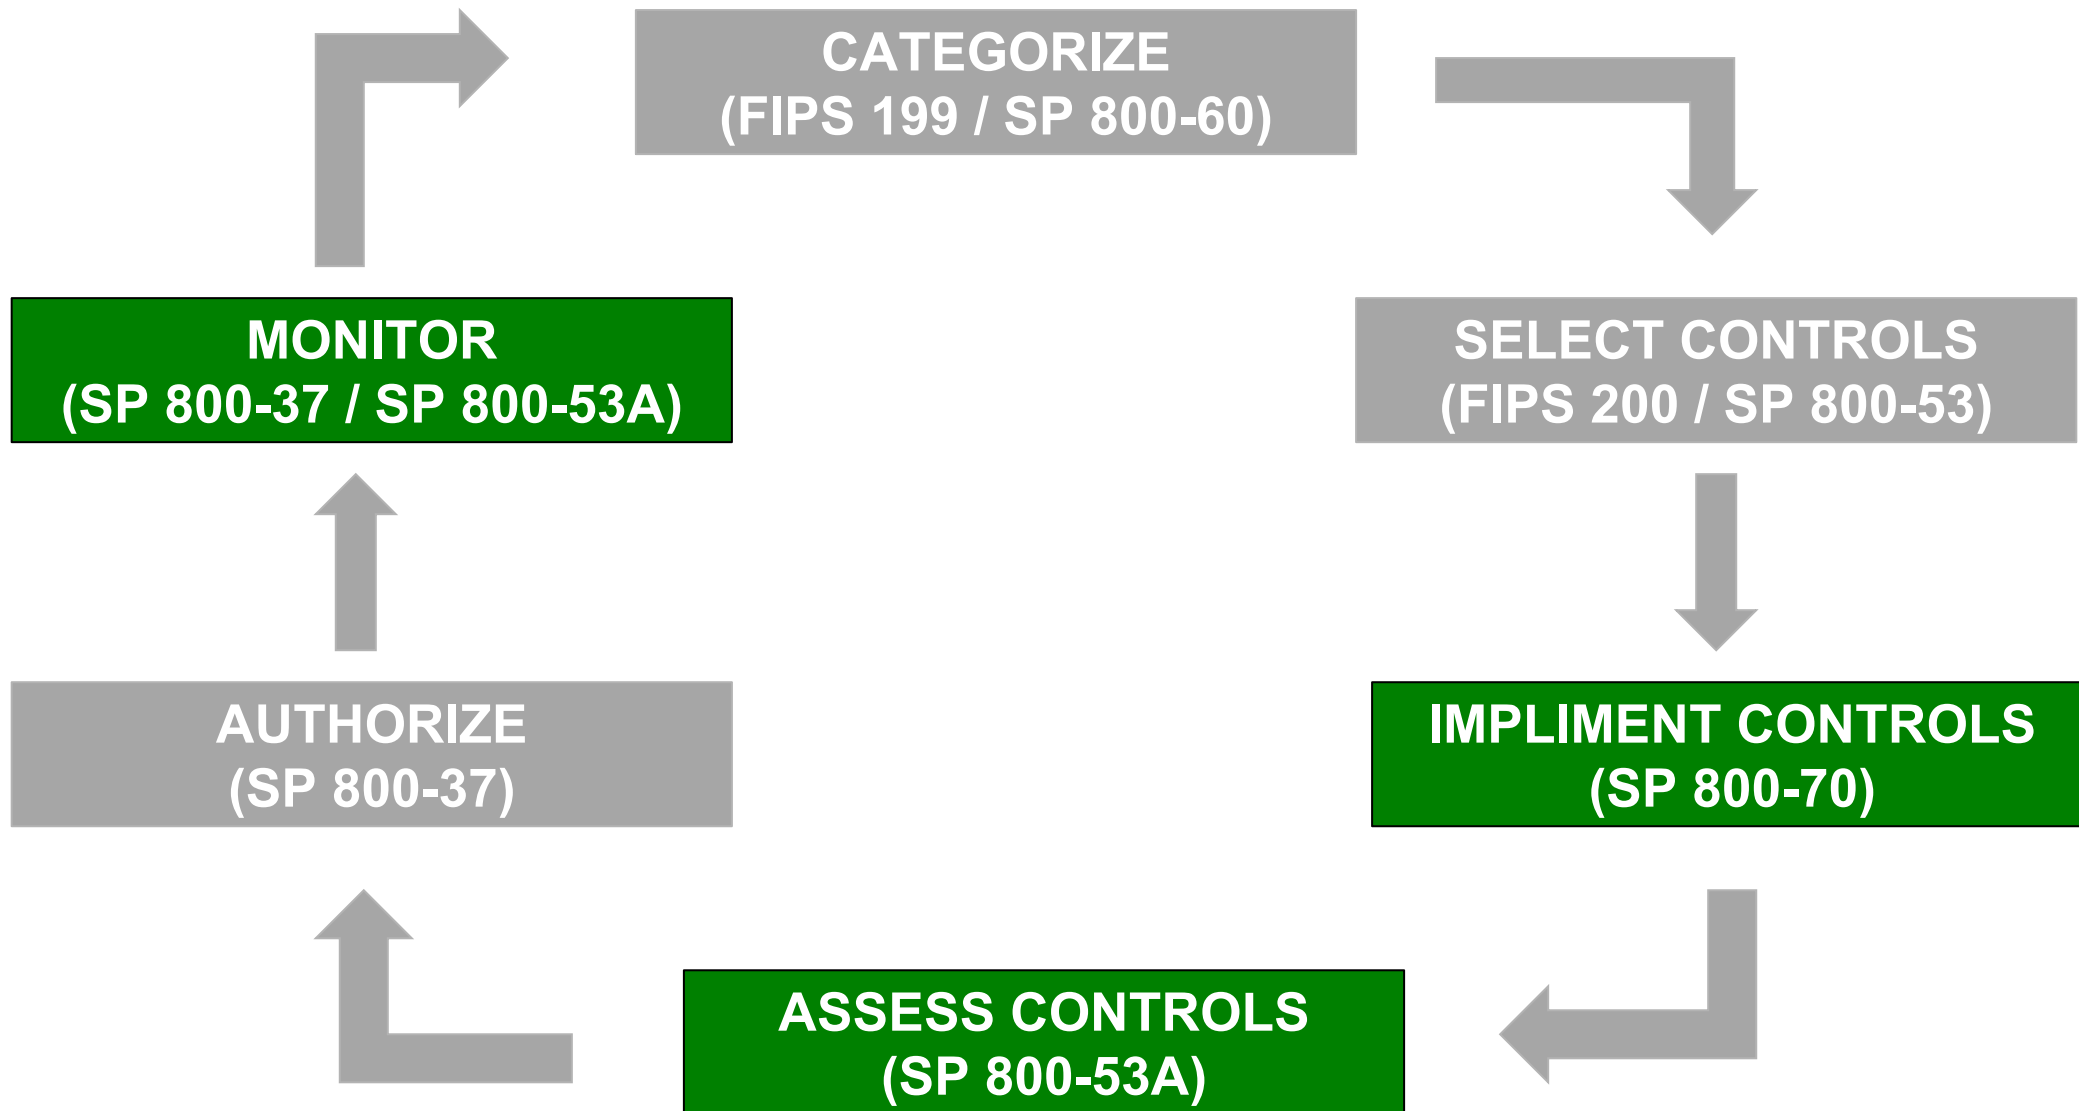 CATEGORIZE
(FIPS 199 / SP 800-60)
MONITOR
(SP 800-37 / SP 800-53A)
SELECT CONTROLS
(FIPS 200 / SP 800-53)
AUTHORIZE
(SP 800-37)
IMPLIMENT CONTROLS
(SP 800-70)
ASSESS CONTROLS
(SP 800-53A)